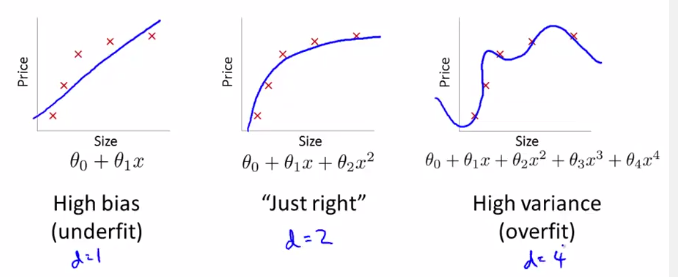 Price
Size
θ₀ + θ₁x
High bias
(underfit)
d=1
Price
Size
θ₀ + θ₁x + θ₂x²
“Just right”
d=2
Price
Size
θ₀ + θ₁x + θ₂x² + θ₃x³ + θ₄x⁴
High variance
(overfit)
d=4